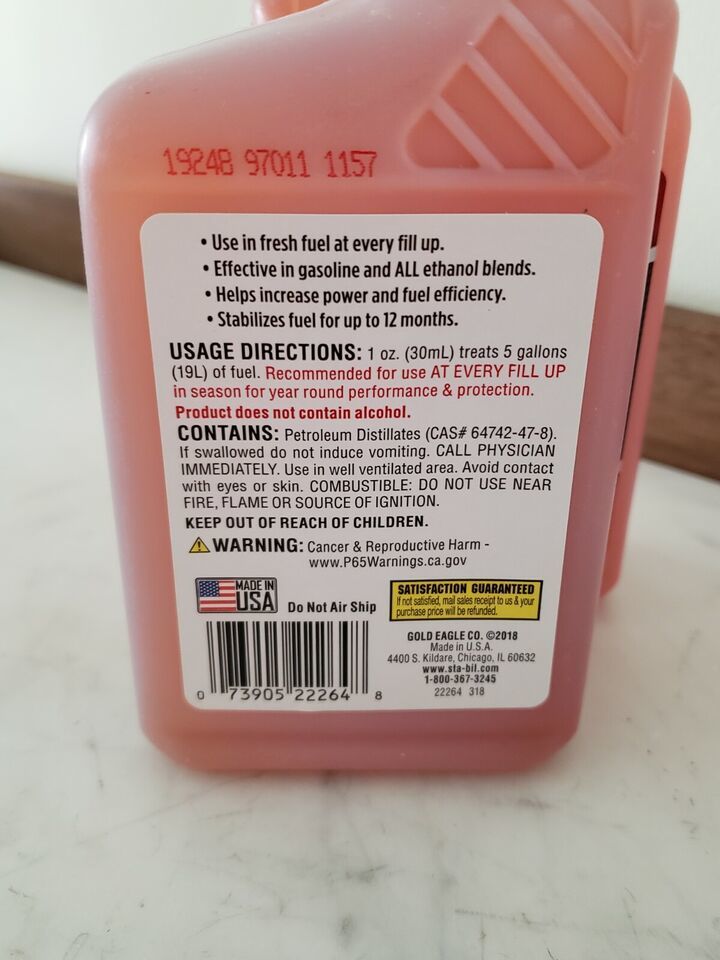 19248 97011 1157
• Use in fresh fuel at every fill up.
• Effective in gasoline and ALL ethanol blends.
• Helps increase power and fuel efficiency.
• Stabilizes fuel for up to 12 months.
USAGE DIRECTIONS: 1 oz. (30mL) treats 5 gallons
(19L) of fuel. Recommended for use AT EVERY FILL UP
in season for year round performance & protection.
Product does not contain alcohol.
CONTAINS: Petroleum Distillates (CAS# 64742-47-8).
If swallowed do not induce vomiting. CALL PHYSICIAN
IMMEDIATELY. Use in well ventilated area. Avoid contact
with eyes or skin. COMBUSTIBLE: DO NOT USE NEAR
FIRE, FLAME OR SOURCE OF IGNITION.
KEEP OUT OF REACH OF CHILDREN.
WARNING: Cancer & Reproductive Harm -
www.P65Warnings.ca.gov
MADE IN
USA
Do Not Air Ship
SATISFACTION GUARANTEED
If not satisfied, mail sales receipt to us & your
purchase price will be refunded.
GOLD EAGLE CO. ©2018
Made in U.S.A.
4400 S. Kildare, Chicago, IL 60632
www.sta-bil.com
1-800-367-3245
22264 318
0 73905 22264 8